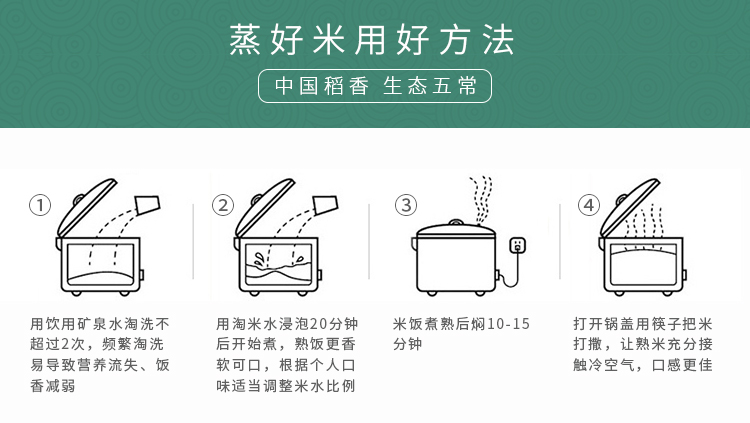 蒸好米用好方法
中国稻香 生态五常
①
用饮用矿泉水淘洗不
超过2次，频繁淘洗
易导致营养流失、饭
香减弱
②
用淘米水浸泡20分钟
后开始煮，熟饭更香
软可口，根据个人口
味适当调整米水比例
③
米饭煮熟后焖10-15
分钟
④
打开锅盖用筷子把米
打撒，让熟米充分接
触冷空气，口感更佳